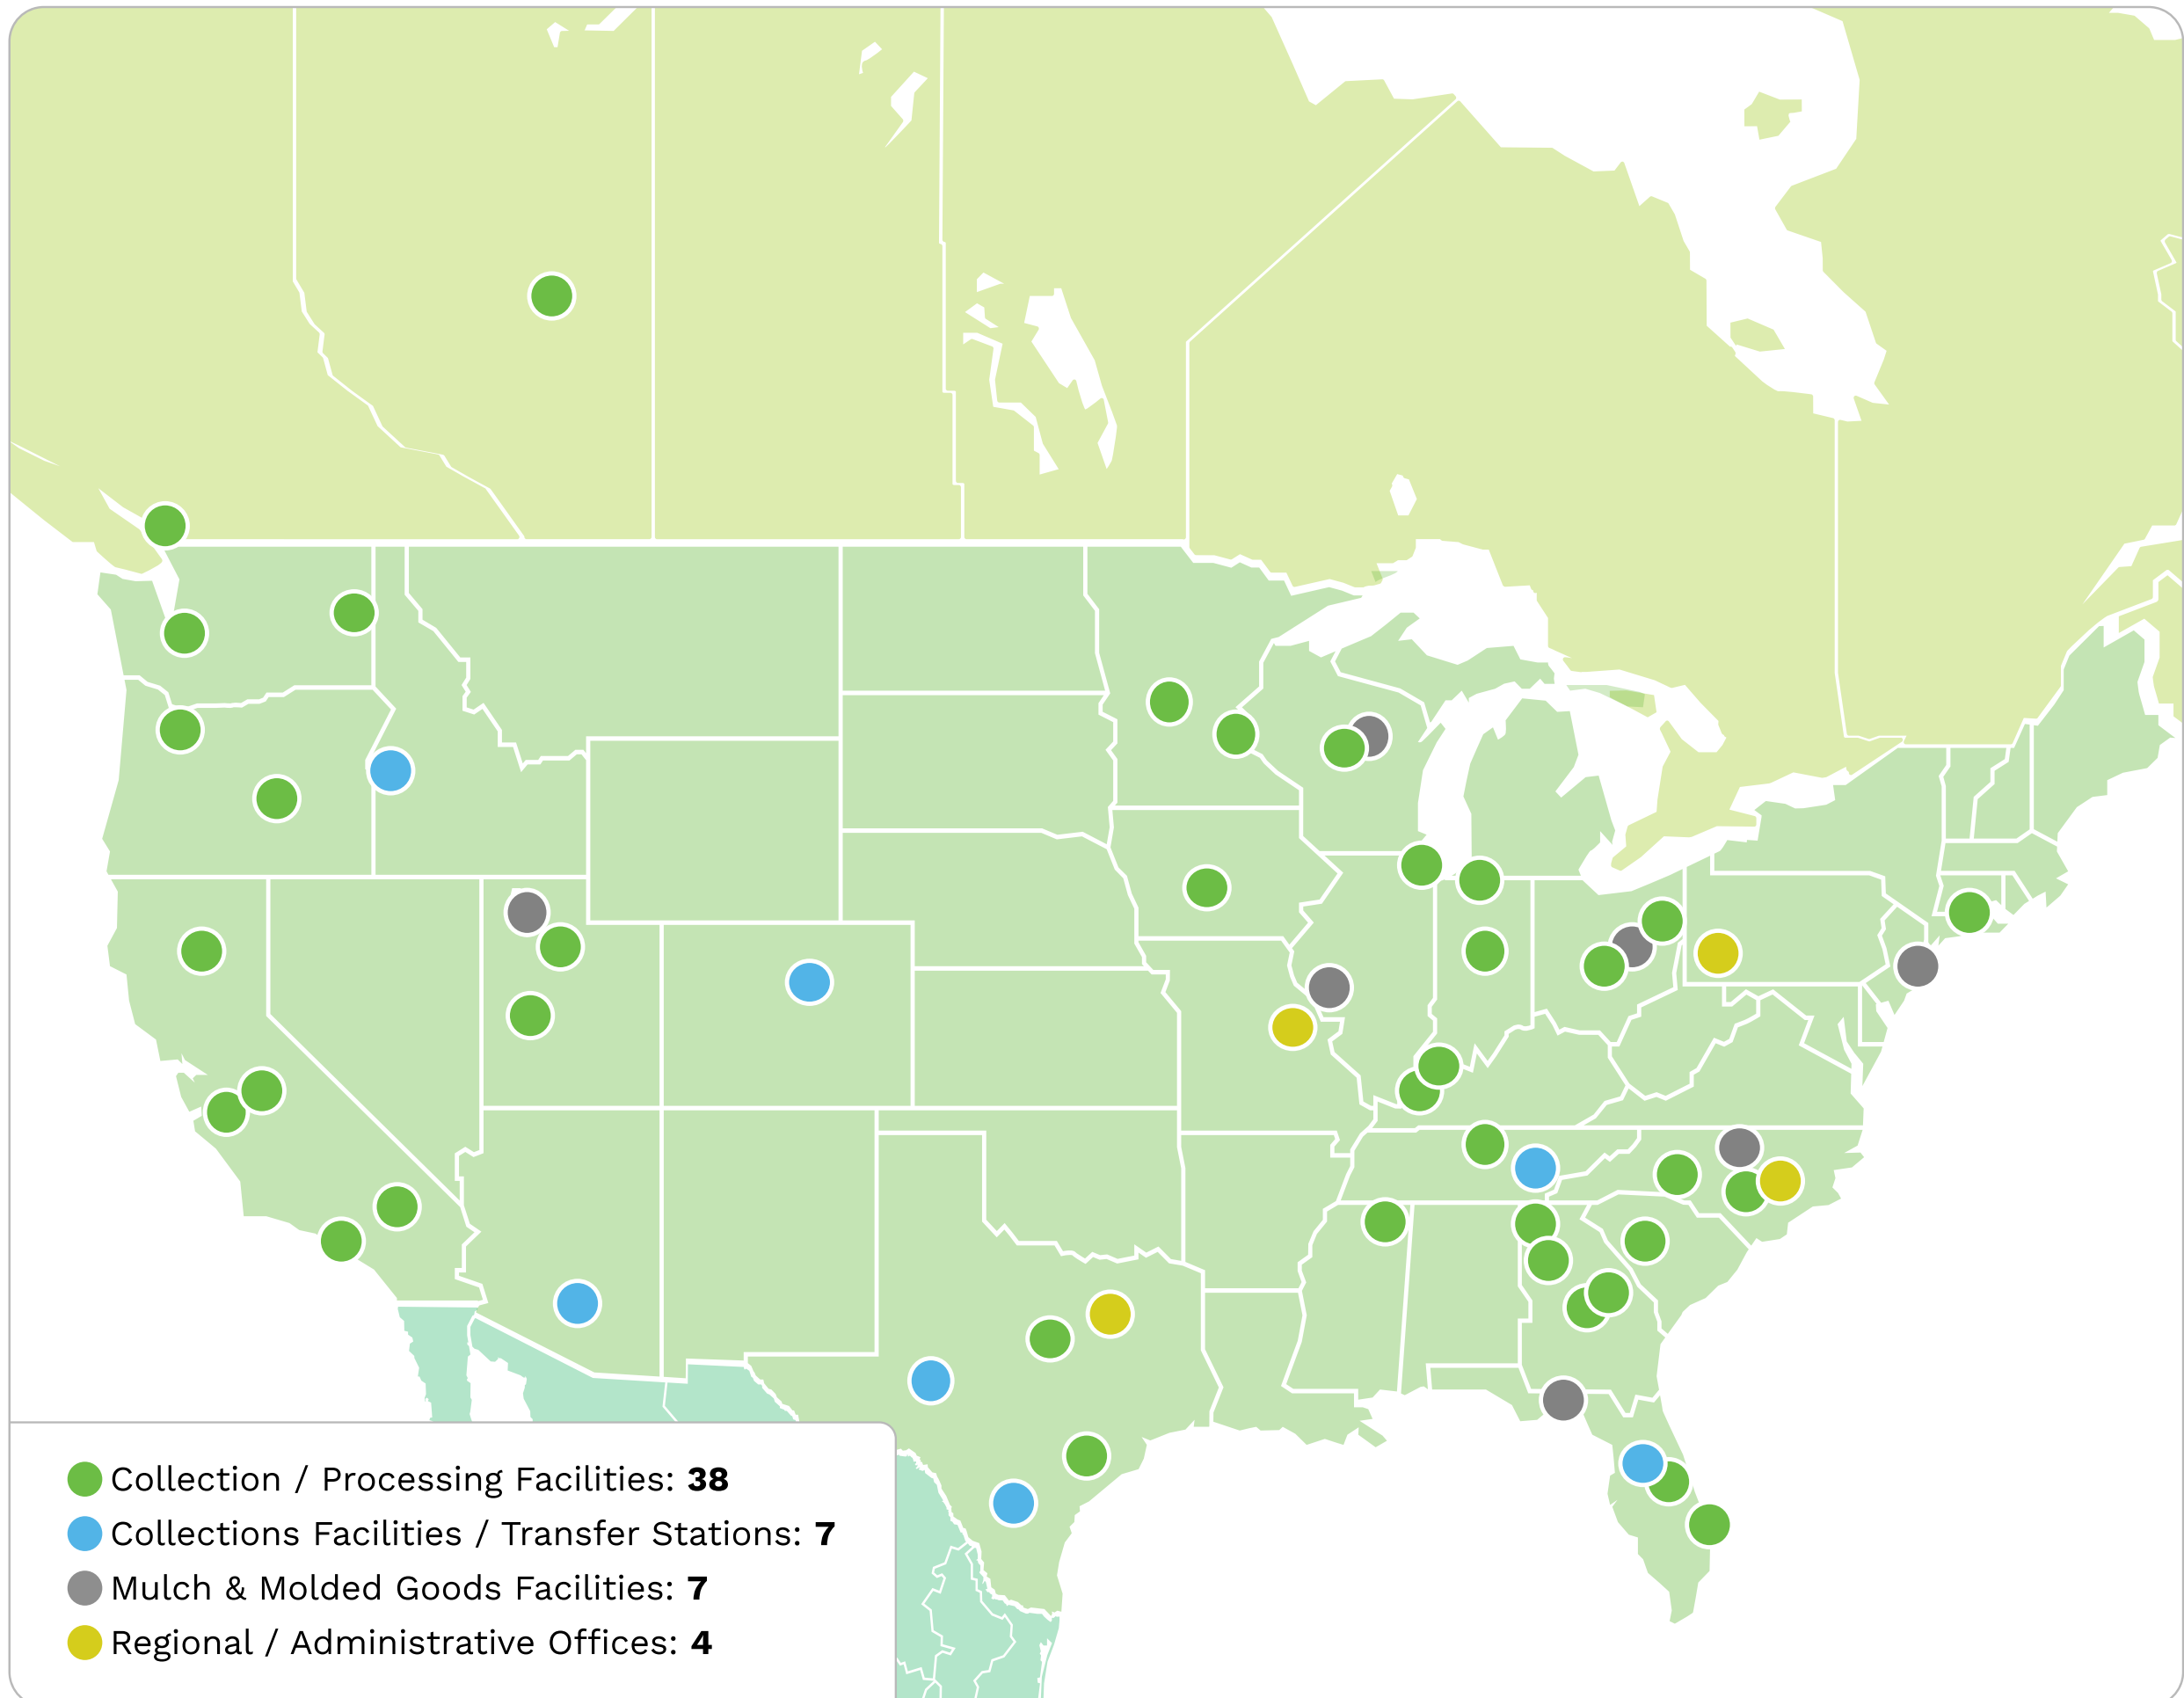 Collection / Processing Facilities: 38
Collections Facilities / Transfer Stations: 7
Mulch & Molded Goods Facilities: 7
Regional / Administrative Offices: 4